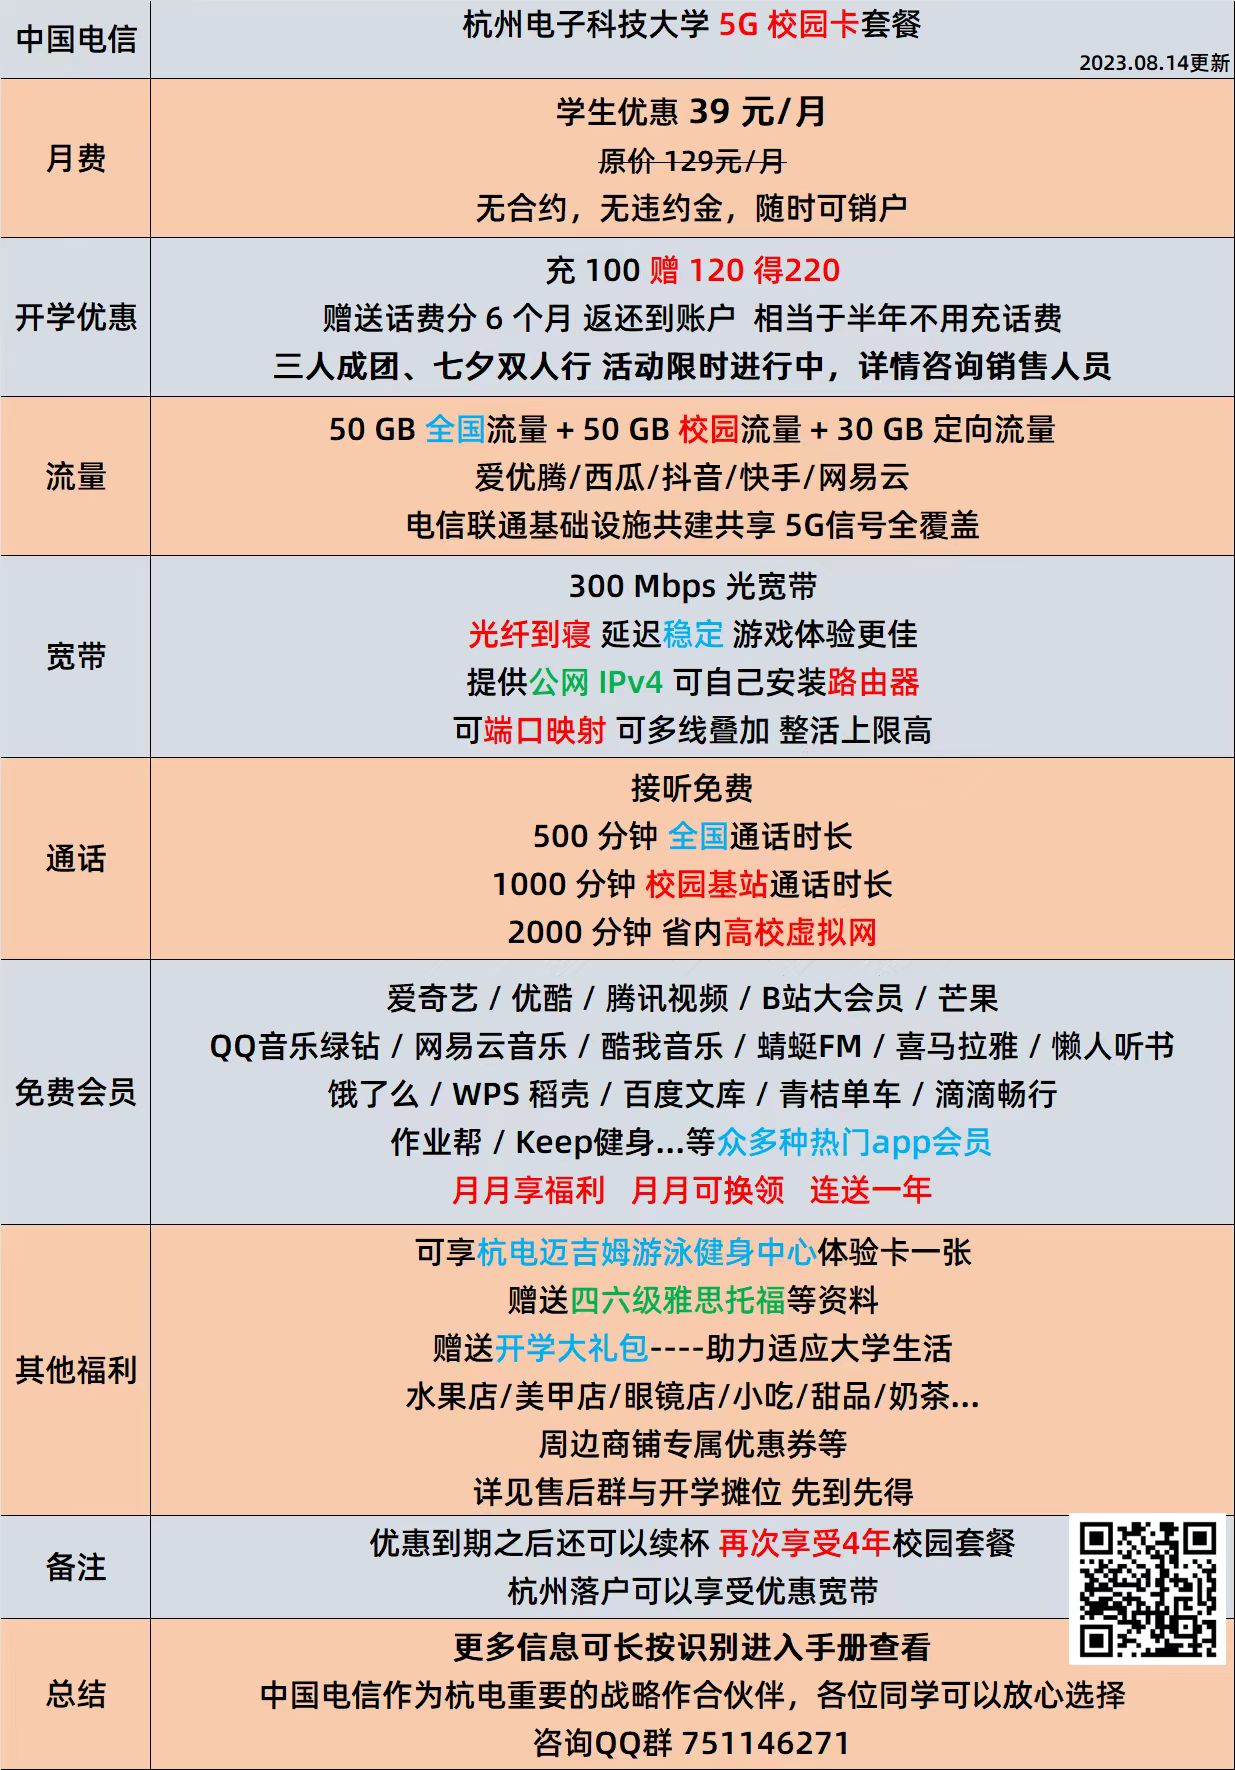 中国电信
杭州电子科技大学 5G 校园卡套餐
2023.08.14更新
月费
学生优惠 39 元/月
原价 129元/月
无合约，无违约金，随时可销户
开学优惠
充 100 赠 120 得220
赠送话费分 6 个月 返还到账户 相当于半年不用充话费
三人成团、七夕双人行 活动限时进行中，详情咨询销售人员
流量
50 GB 全国流量 + 50 GB 校园流量 + 30 GB 定向流量
爱优腾/西瓜/抖音/快手/网易云
电信联通基础设施共建共享 5G信号全覆盖
宽带
300 Mbps 光宽带
光纤到寝 延迟稳定 游戏体验更佳
提供公网 IPv4 可自己安装路由器
可端口映射 可多线叠加 整活上限高
通话
接听免费
500 分钟 全国通话时长
1000 分钟 校园基站通话时长
2000 分钟 省内高校虚拟网
免费会员
爱奇艺 / 优酷 / 腾讯视频 / B站大会员 / 芒果
QQ音乐绿钻 / 网易云音乐 / 酷我音乐 / 蜻蜓FM / 喜马拉雅 / 懒人听书
饿了么 / WPS 稻壳 / 百度文库 / 青桔单车 / 滴滴畅行
作业帮 / Keep健身...等众多种热门app会员
月月享福利 月月可换领 连送一年
其他福利
可享杭电迈吉姆游泳健身中心体验卡一张
赠送四六级雅思托福等资料
赠送开学大礼包----助力适应大学生活
水果店/美甲店/眼镜店/小吃/甜品/奶茶...
周边商铺专属优惠券等
详见售后群与开学摊位 先到先得
备注
优惠到期之后还可以续杯 再次享受4年校园套餐
杭州落户可以享受优惠宽带
总结
更多信息可长按识别进入手册查看
中国电信作为杭电重要的战略作合伙伴，各位同学可以放心选择
咨询QQ群 751146271